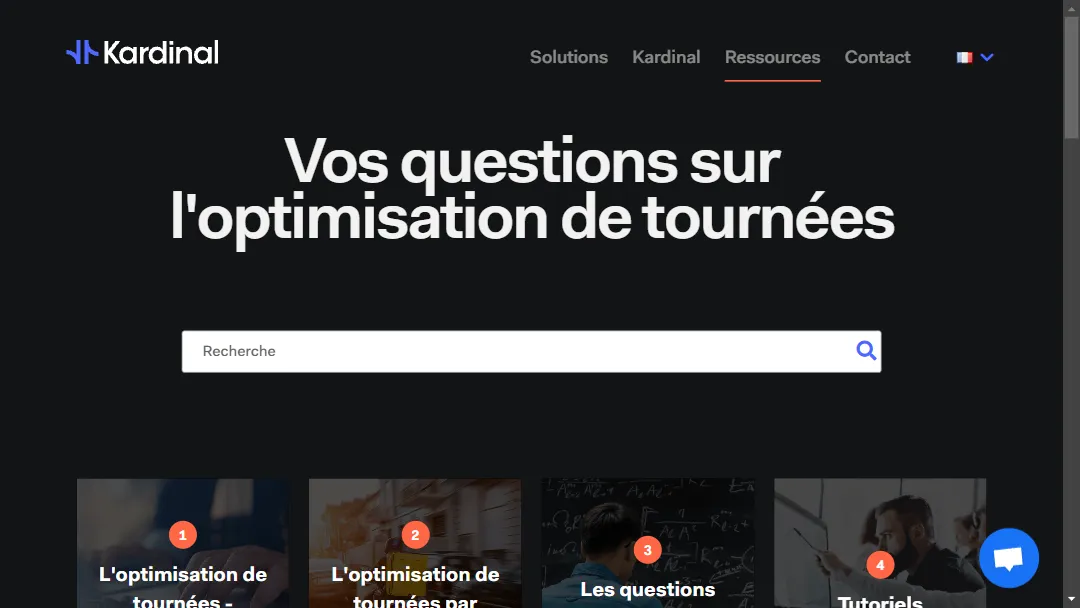 Kardinal
Solutions
Kardinal
Ressources
Contact
Vos questions sur
l'optimisation de tournées
Recherche
1
L'optimisation de
tournées -
2
L'optimisation de
tournées par
3
Les questions
4
Tutoriels